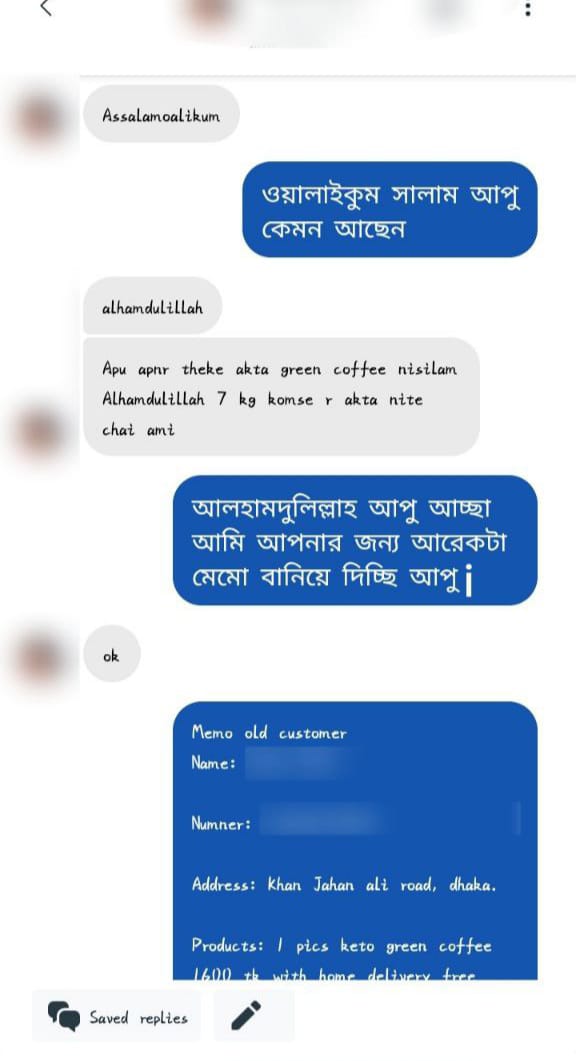 Assalamoalikum
ওয়ালাইকুম সালাম আপু
কেমন আছেন
alhamdulillah
Apu apnr theke akta green coffee nisilam
Alhamdulillah 7 kg komse r akta nite
chai ami
আলহামদুলিল্লাহ আপু আচ্ছা
আমি আপনার জন্য আরেকটা
মেমো বানিয়ে দিচ্ছি আপু¡
ok
Memo old customer
Name:
Numner:
Address: Khan Jahan ali road, dhaka.
Products: 1 pics keto green coffee
1600 tk with home delivery free
Saved replies